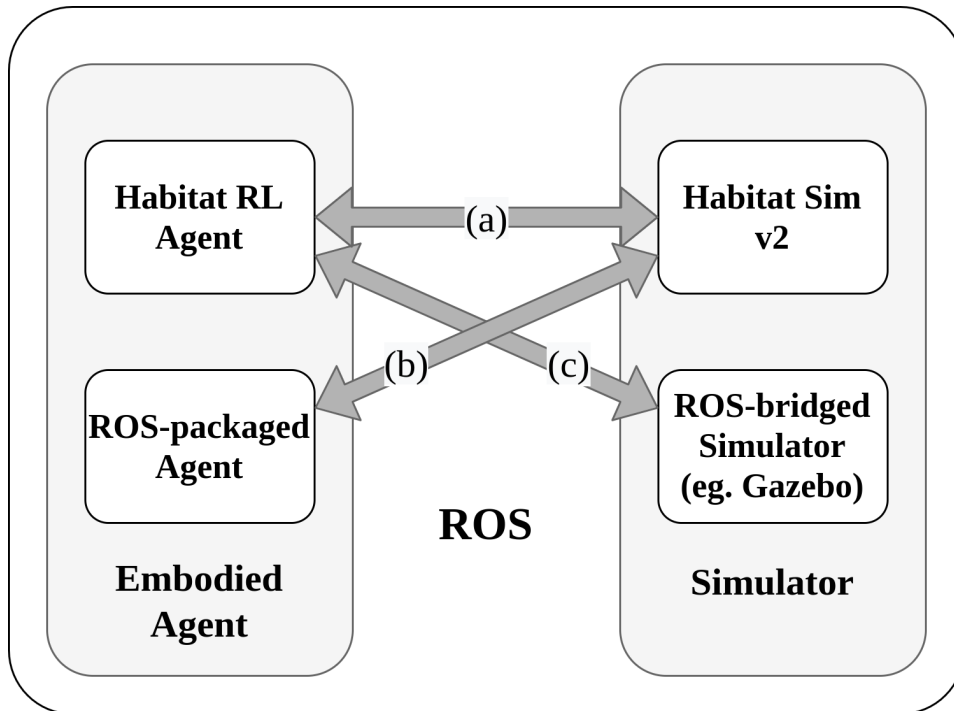 Habitat RL
Agent
(a)
Habitat Sim
v2
(b)
(c)
ROS-packaged
Agent
ROS-bridged
Simulator
(eg. Gazebo)
ROS
Embodied
Agent
Simulator